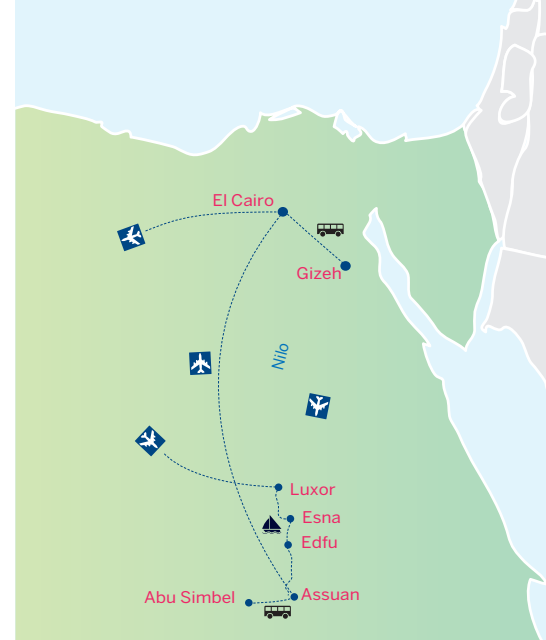 El Cairo
Gizeh
Nilo
Luxor
Esna
Edfu
Assuan
Abu Simbel